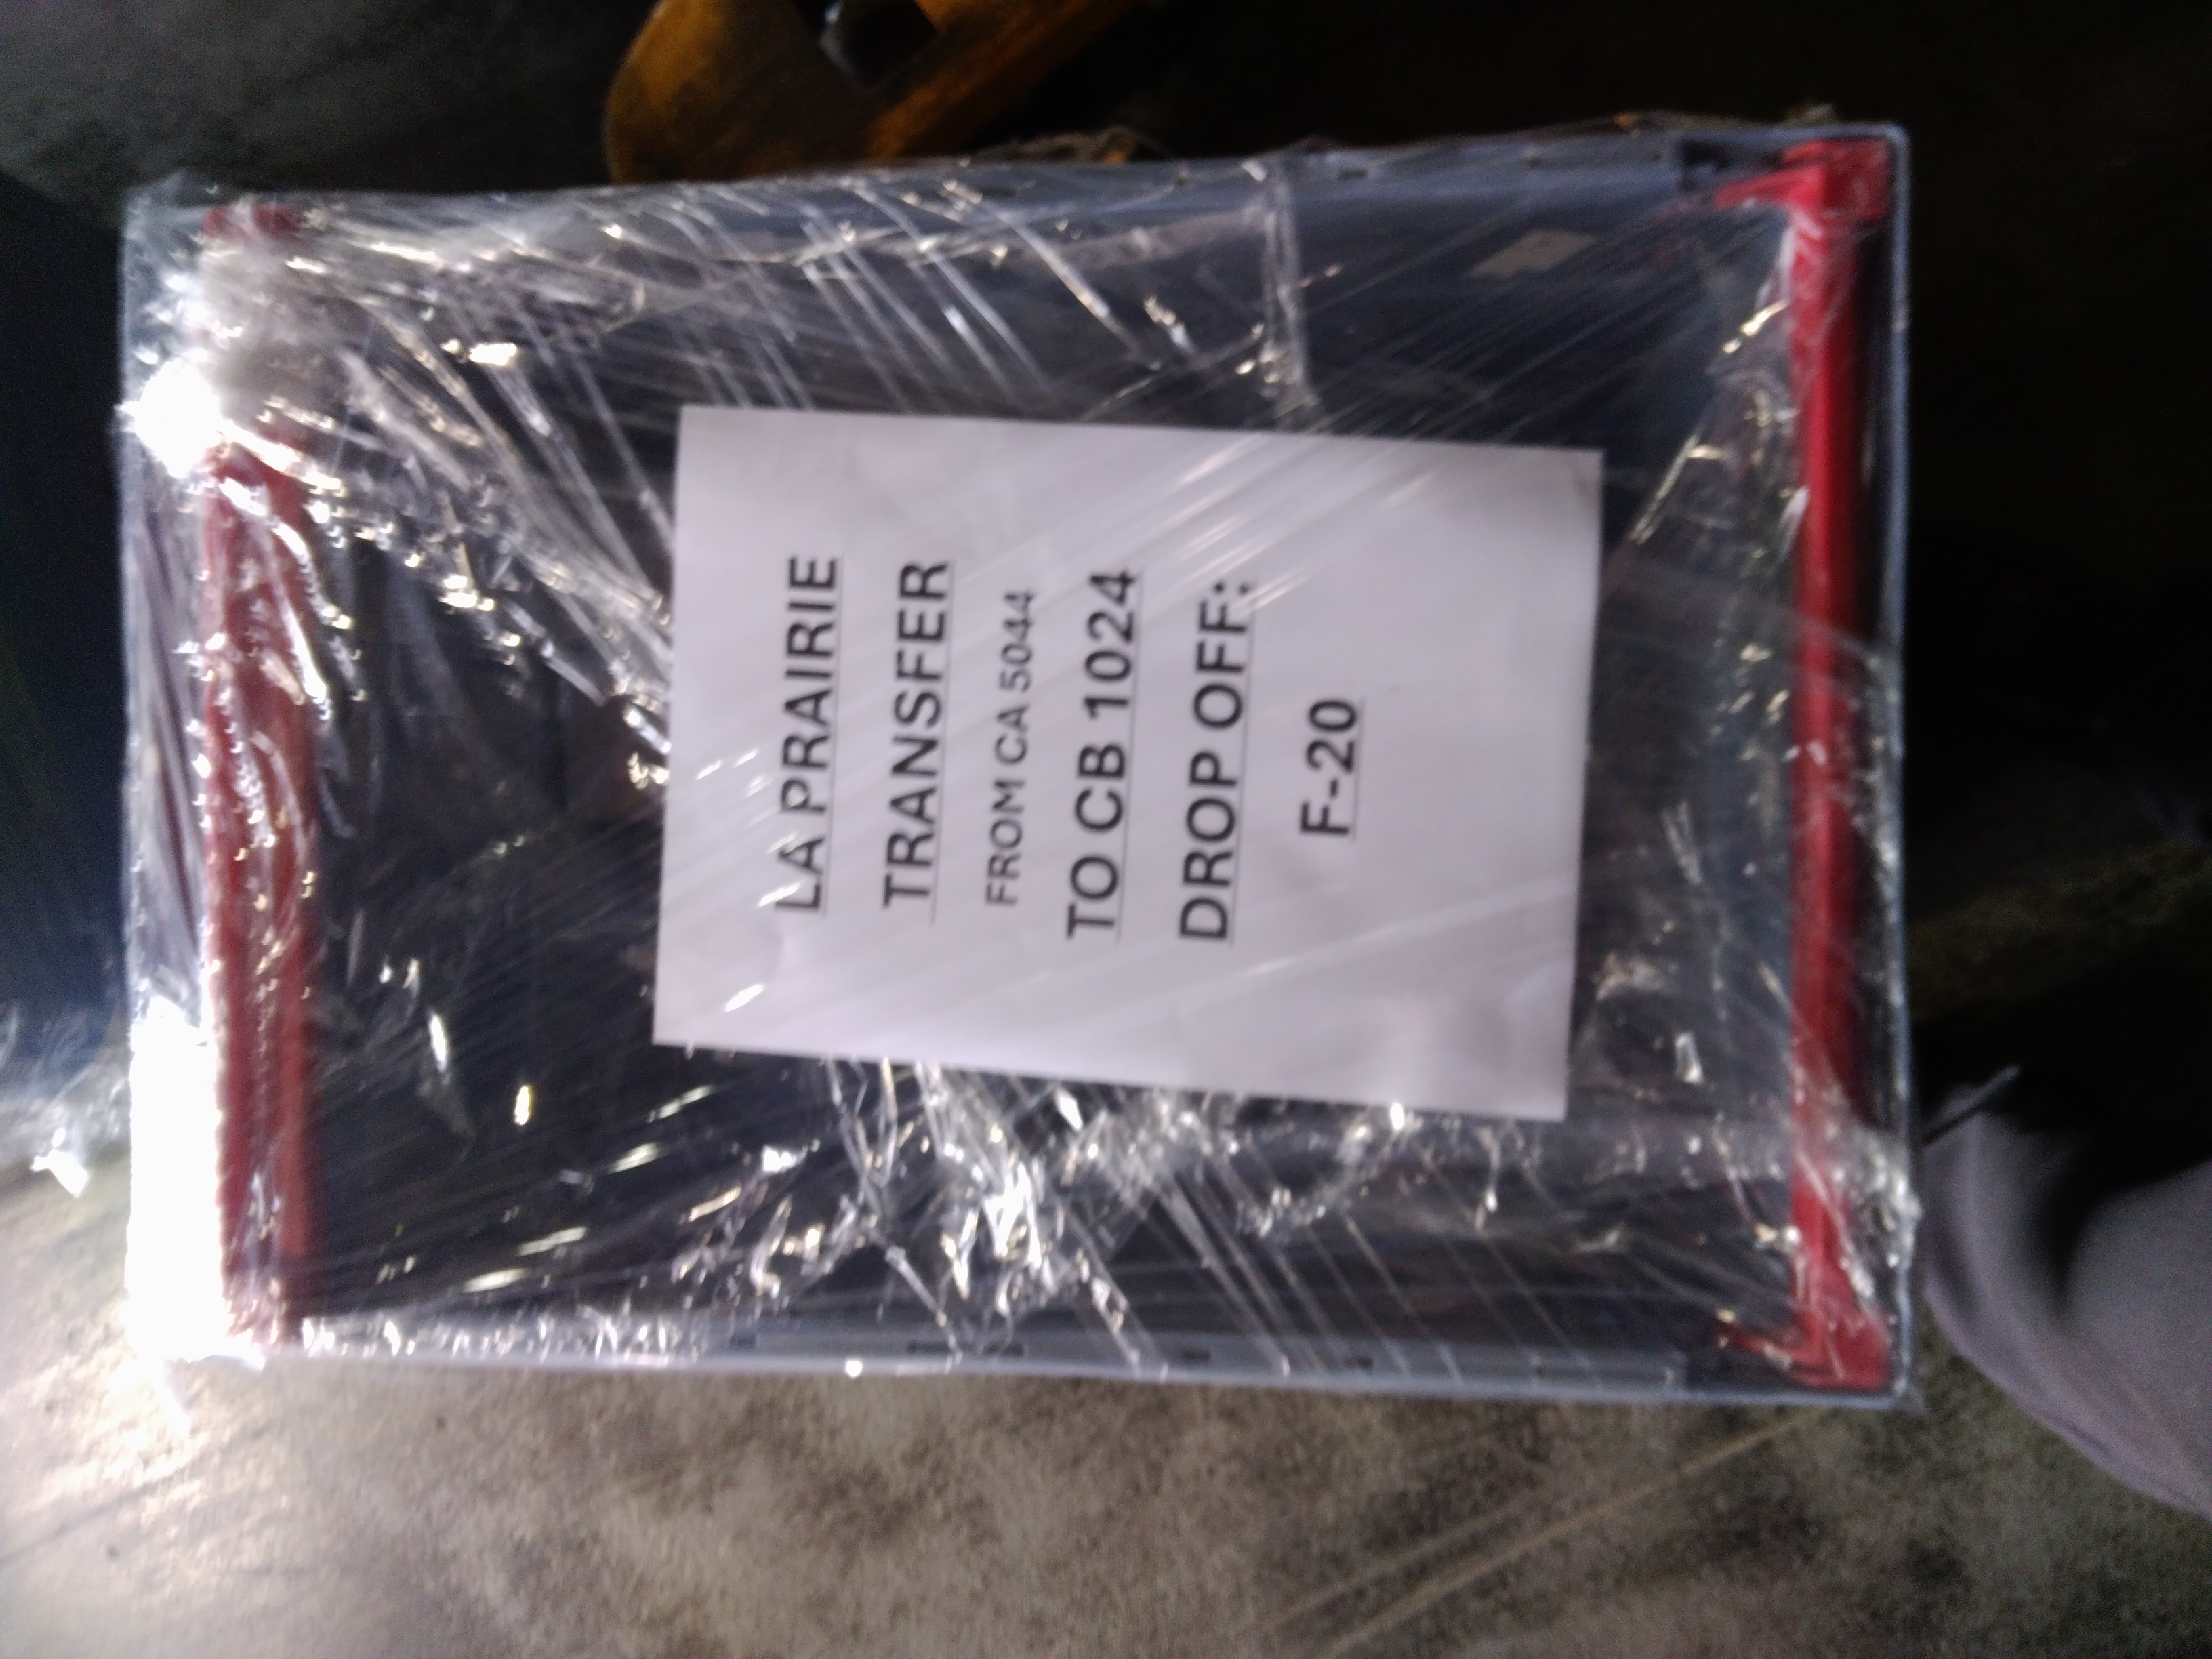 LA PRAIRIE
TRANSFER
FROM CA 5044
TO CB 1024
DROP OFF:
F-20